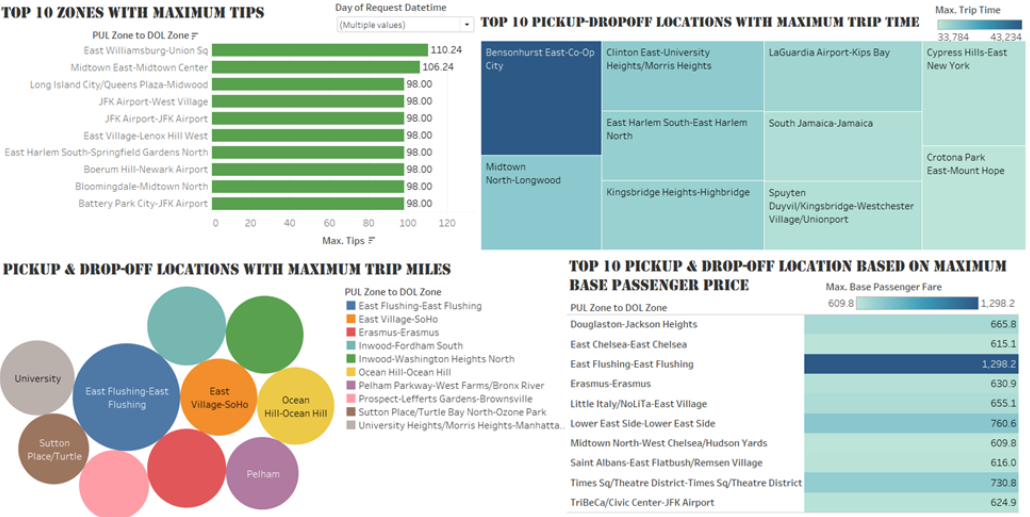 TOP 10 ZONES WITH MAXIMUM TIPS
Day of Request Datetime
(Multiple values)
PUL Zone to DOL Zone
East Williamsburg-Union Sq 110.24
Midtown East-Midtown Center 106.24
Long Island City/Queens Plaza-Midwood 98.00
JFK Airport-West Village 98.00
JFK Airport-JFK Airport 98.00
East Village-Lenox Hill West 98.00
East Harlem South-Springfield Gardens North 98.00
Boerum Hill-Newark Airport 98.00
Bloomingdale-Midtown North 98.00
Battery Park City-JFK Airport 98.00
0 20 40 60 80 100 120
Max. Tips
TOP 10 PICKUP-DROPOFF LOCATIONS WITH MAXIMUM TRIP TIME
Max. Trip Time
33,784 43,234
Bensonhurst East-Co-Op
City
Midtown
North-Longwood
Clinton East-University
Heights/Morris Heights
East Harlem South-East Harlem
North
Kingsbridge Heights-Highbridge
LaGuardia Airport-Kips Bay
South Jamaica-Jamaica
Spuyten
Duyvil/Kingsbridge-Westchester
Village/Unionport
Cypress Hills-East
New York
Crotona Park
East-Mount Hope
PICKUP & DROP-OFF LOCATIONS WITH MAXIMUM TRIP MILES
University
East Flushing-East
Flushing
East
Village-SoHo
Ocean
Hill-Ocean Hill
Sutton
Place/Turtle
Pelham
PUL Zone to DOL Zone
East Flushing-East Flushing
East Village-SoHo
Erasmus-Erasmus
Inwood-Fordham South
Inwood-Washington Heights North
Ocean Hill-Ocean Hill
Pelham Parkway-West Farms/Bronx River
Prospect-Lefferts Gardens-Brownsville
Sutton Place/Turtle Bay North-Ozone Park
University Heights/Morris Heights-Manhatta..
TOP 10 PICKUP & DROP-OFF LOCATION BASED ON MAXIMUM
BASE PASSENGER PRICE
Max. Base Passenger Fare
609.8 1,298.2
PUL Zone to DOL Zone
Douglaston-Jackson Heights 665.8
East Chelsea-East Chelsea 615.1
East Flushing-East Flushing 1,298.2
Erasmus-Erasmus 630.9
Little Italy/NoLiTa-East Village 655.1
Lower East Side-Lower East Side 760.6
Midtown North-West Chelsea/Hudson Yards 609.8
Saint Albans-East Flatbush/Remsen Village 616.0
Times Sq/Theatre District-Times Sq/Theatre District 730.8
TriBeCa/Civic Center-JFK Airport 624.9